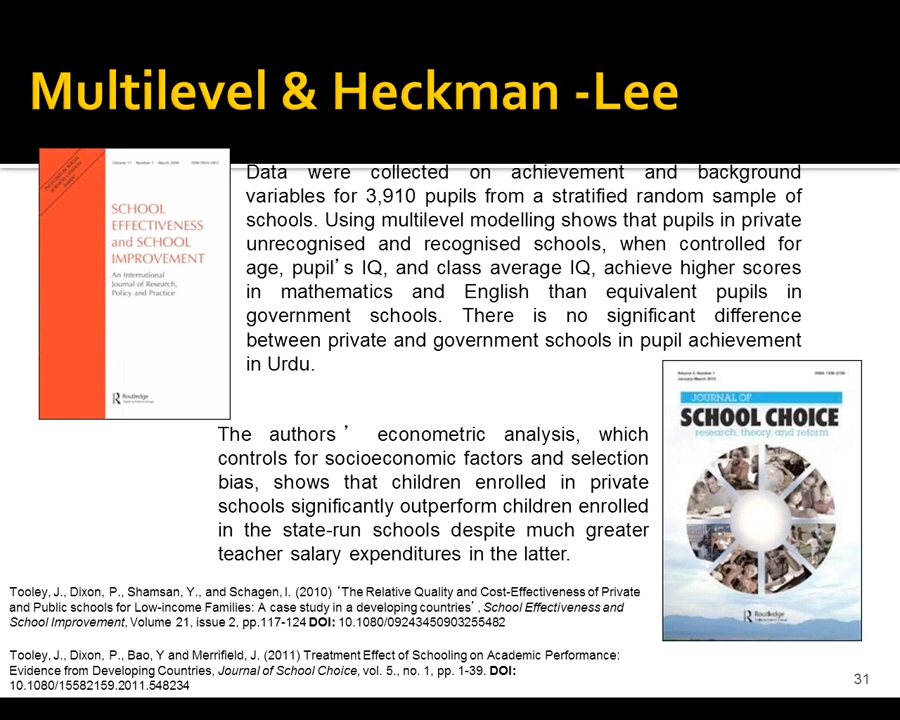 Multilevel & Heckman -Lee
SCHOOL
EFFECTIVENESS
and SCHOOL
IMPROVEMENT
An International
Journal of Research,
Policy and Practice
Routledge
Data were collected on achievement and background
variables for 3,910 pupils from a stratified random sample of
schools. Using multilevel modelling shows that pupils in private
unrecognised and recognised schools, when controlled for
age, pupil’s IQ, and class average IQ, achieve higher scores
in mathematics and English than equivalent pupils in
government schools. There is no significant difference
between private and government schools in pupil achievement
in Urdu.
JOURNAL OF
SCHOOL CHOICE
research, theory, and reform
Routledge
The authors’ econometric analysis, which
controls for socioeconomic factors and selection
bias, shows that children enrolled in private
schools significantly outperform children enrolled
in the state-run schools despite much greater
teacher salary expenditures in the latter.
Tooley, J., Dixon, P., Shamsan, Y., and Schagen, I. (2010) ‘The Relative Quality and Cost-Effectiveness of Private
and Public schools for Low-income Families: A case study in a developing countries’, School Effectiveness and
School Improvement, Volume 21, issue 2, pp.117-124 DOI: 10.1080/09243450903255482
Tooley, J., Dixon, P., Bao, Y and Merrifield, J. (2011) Treatment Effect of Schooling on Academic Performance:
Evidence from Developing Countries, Journal of School Choice, vol. 5., no. 1, pp. 1-39. DOI:
10.1080/15582159.2011.548234
31